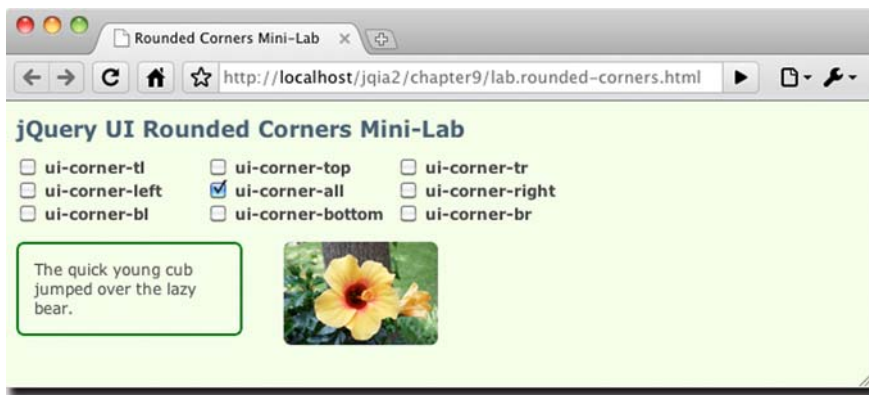 Rounded Corners Mini-Lab
http://localhost/jqia2/chapter9/lab.rounded-corners.html
jQuery UI Rounded Corners Mini-Lab
ui-corner-tl ui-corner-top ui-corner-tr
ui-corner-left ui-corner-all ui-corner-right
ui-corner-bl ui-corner-bottom ui-corner-br
The quick young cub
jumped over the lazy
bear.